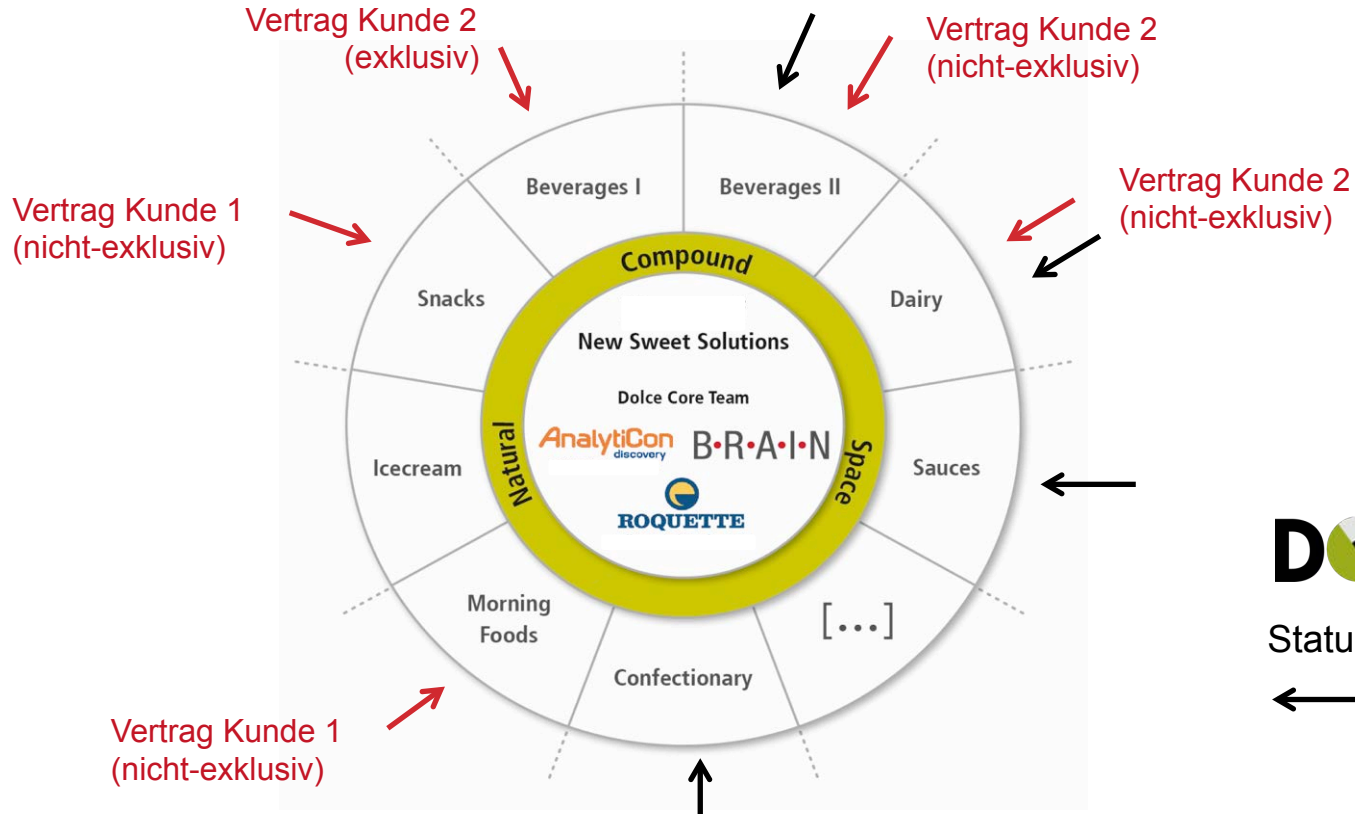 Vertrag Kunde 2
(exklusiv)
Vertrag Kunde 2
(nicht-exklusiv)
Vertrag Kunde 1
(nicht-exklusiv)
Vertrag Kunde 2
(nicht-exklusiv)
Beverages I
Beverages II
Snacks
Dairy
Icecream
Sauces
Morning
Foods
Confectionary
[...]
Natural
Compound
Space
New Sweet Solutions
Dolce Core Team
AnalytiCon
discovery
B•R•A•I•N
ROQUETTE
Vertrag Kunde 1
(nicht-exklusiv)
D
Statu